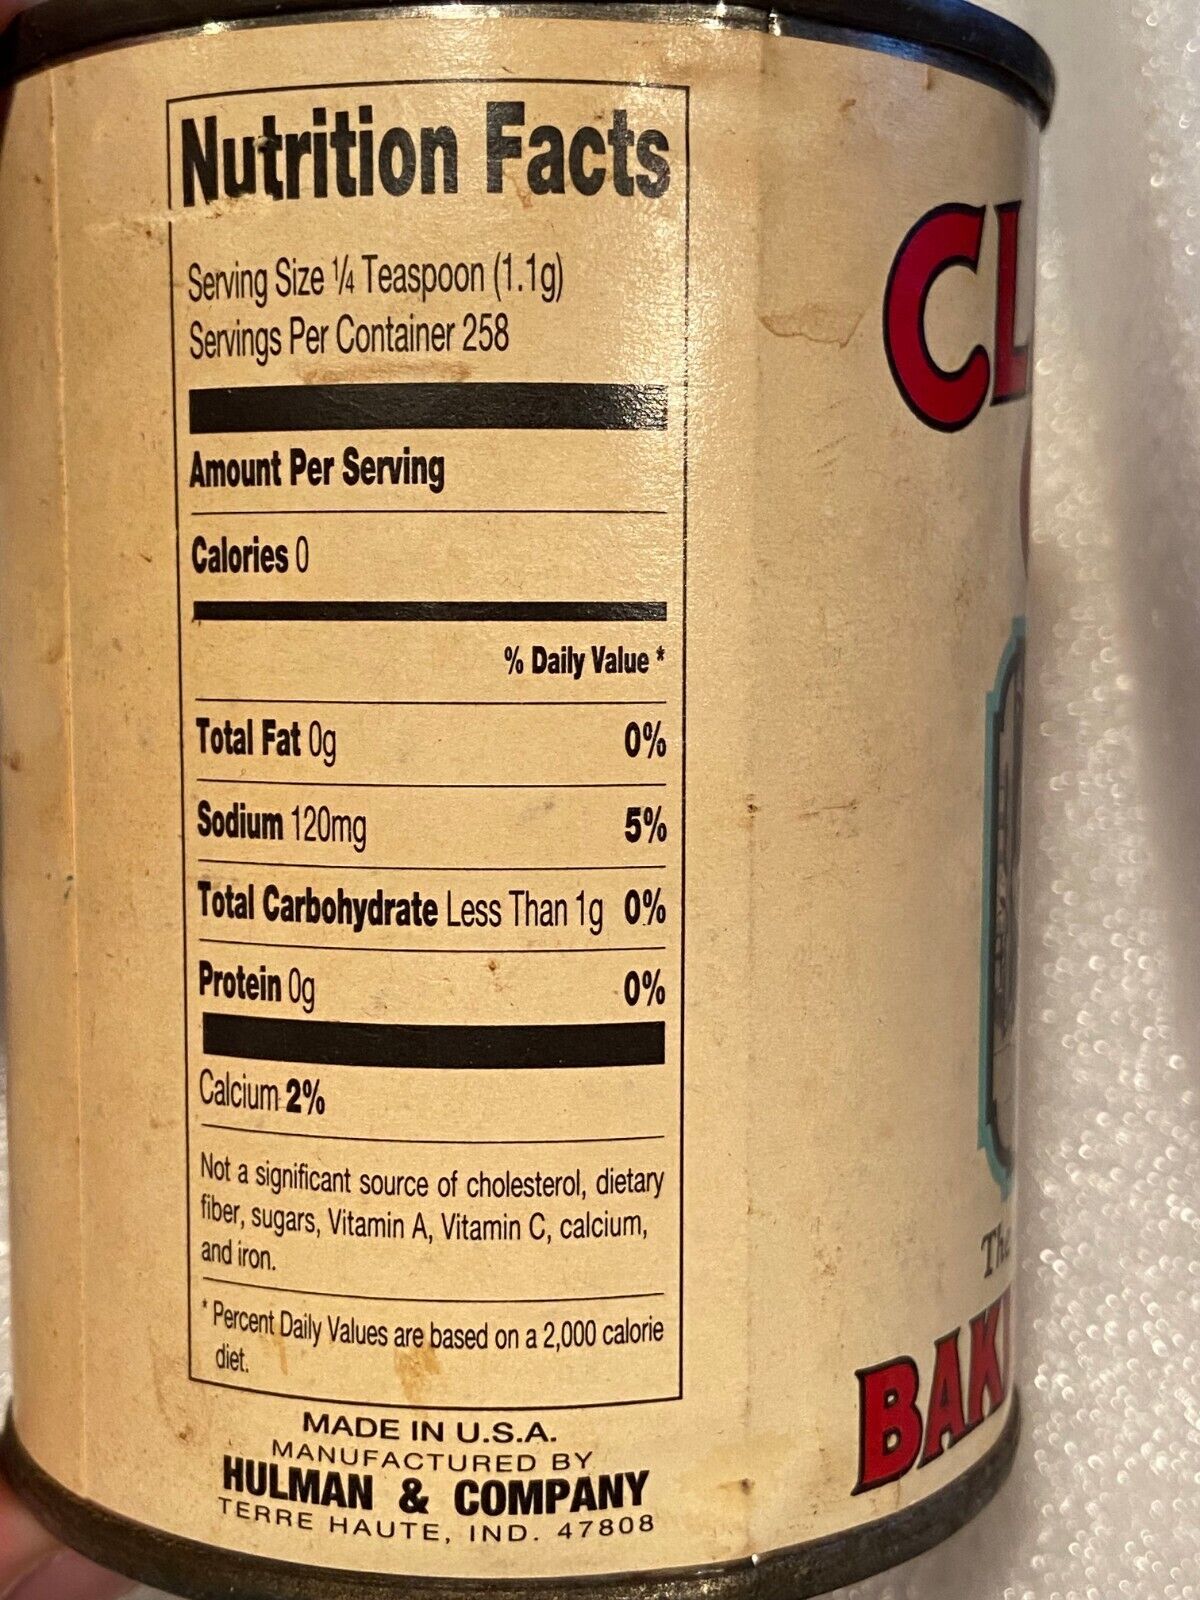 Nutrition Facts
Serving Size ¼ Teaspoon (1.1g)
Servings Per Container 258
Amount Per Serving
Calories 0
% Daily Value *
Total Fat 0g 0%
Sodium 120mg 5%
Total Carbohydrate Less Than 1g 0%
Protein 0g 0%
Calcium 2%
Not a significant source of cholesterol, dietary
fiber, sugars, Vitamin A, Vitamin C, calcium,
and iron.
* Percent Daily Values are based on a 2,000 calorie
diet.
MADE IN U.S.A.
MANUFACTURED BY
HULMAN & COMPANY
TERRE HAUTE, IND. 47808
CL
The
BAK